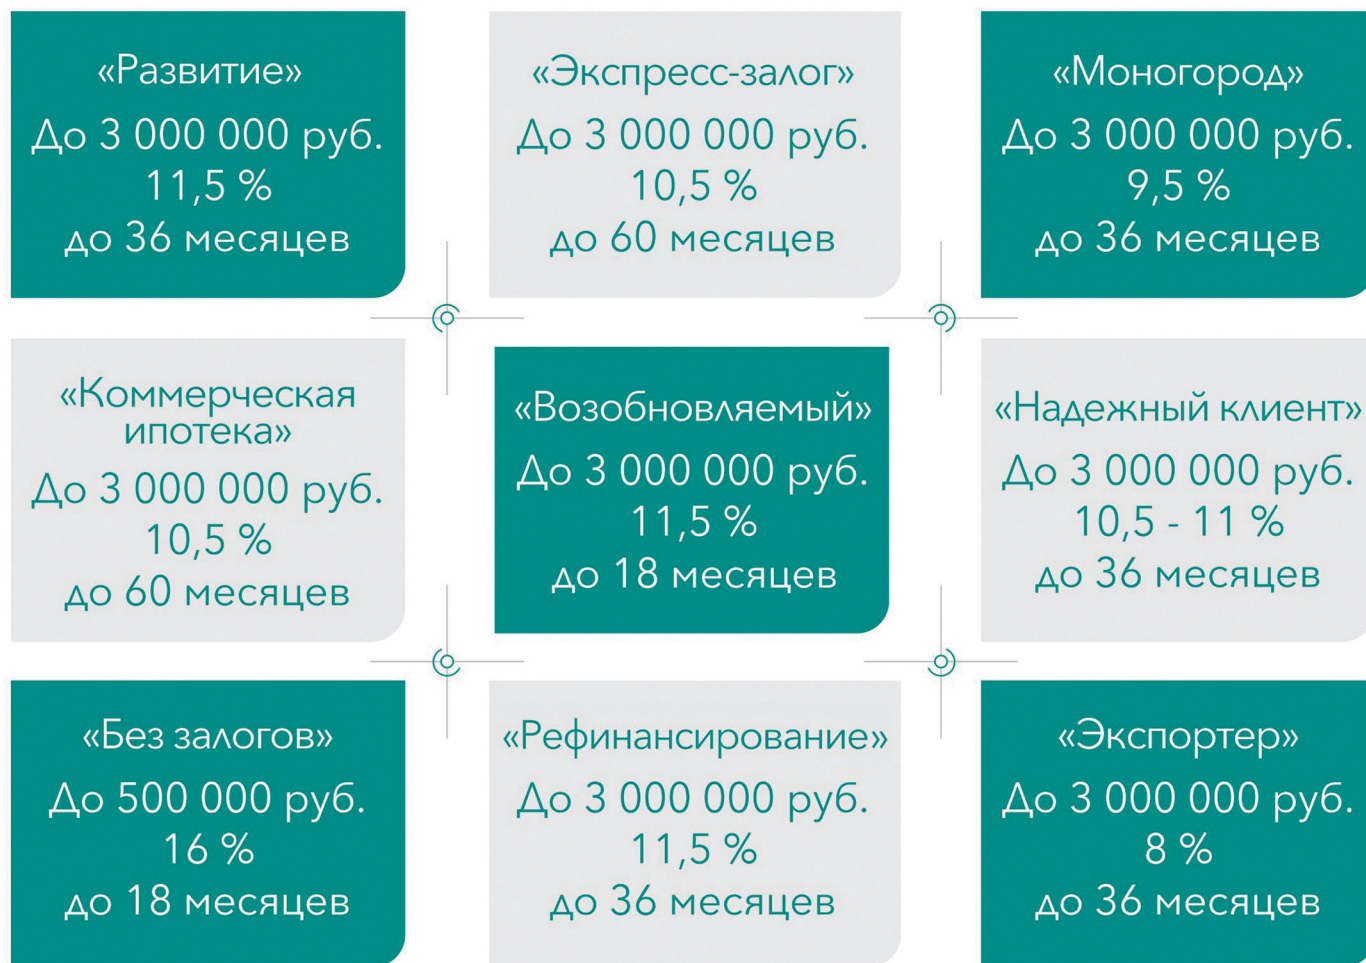 «Развитие»
До 3 000 000 руб.
11,5 %
до 36 месяцев
«Экспресс-залог»
До 3 000 000 руб.
10,5 %
до 60 месяцев
«Моногород»
До 3 000 000 руб.
9,5 %
до 36 месяцев
«Коммерческая
ипотека»
До 3 000 000 руб.
10,5 %
до 60 месяцев
«Возобновляемый»
До 3 000 000 руб.
11,5 %
до 18 месяцев
«Надежный клиент»
До 3 000 000 руб.
10,5 - 11 %
до 36 месяцев
«Без залогов»
До 500 000 руб.
16 %
до 18 месяцев
«Рефинансирование»
До 3 000 000 руб.
11,5 %
до 36 месяцев
«Экспортер»
До 3 000 000 руб.
8 %
до 36 месяцев